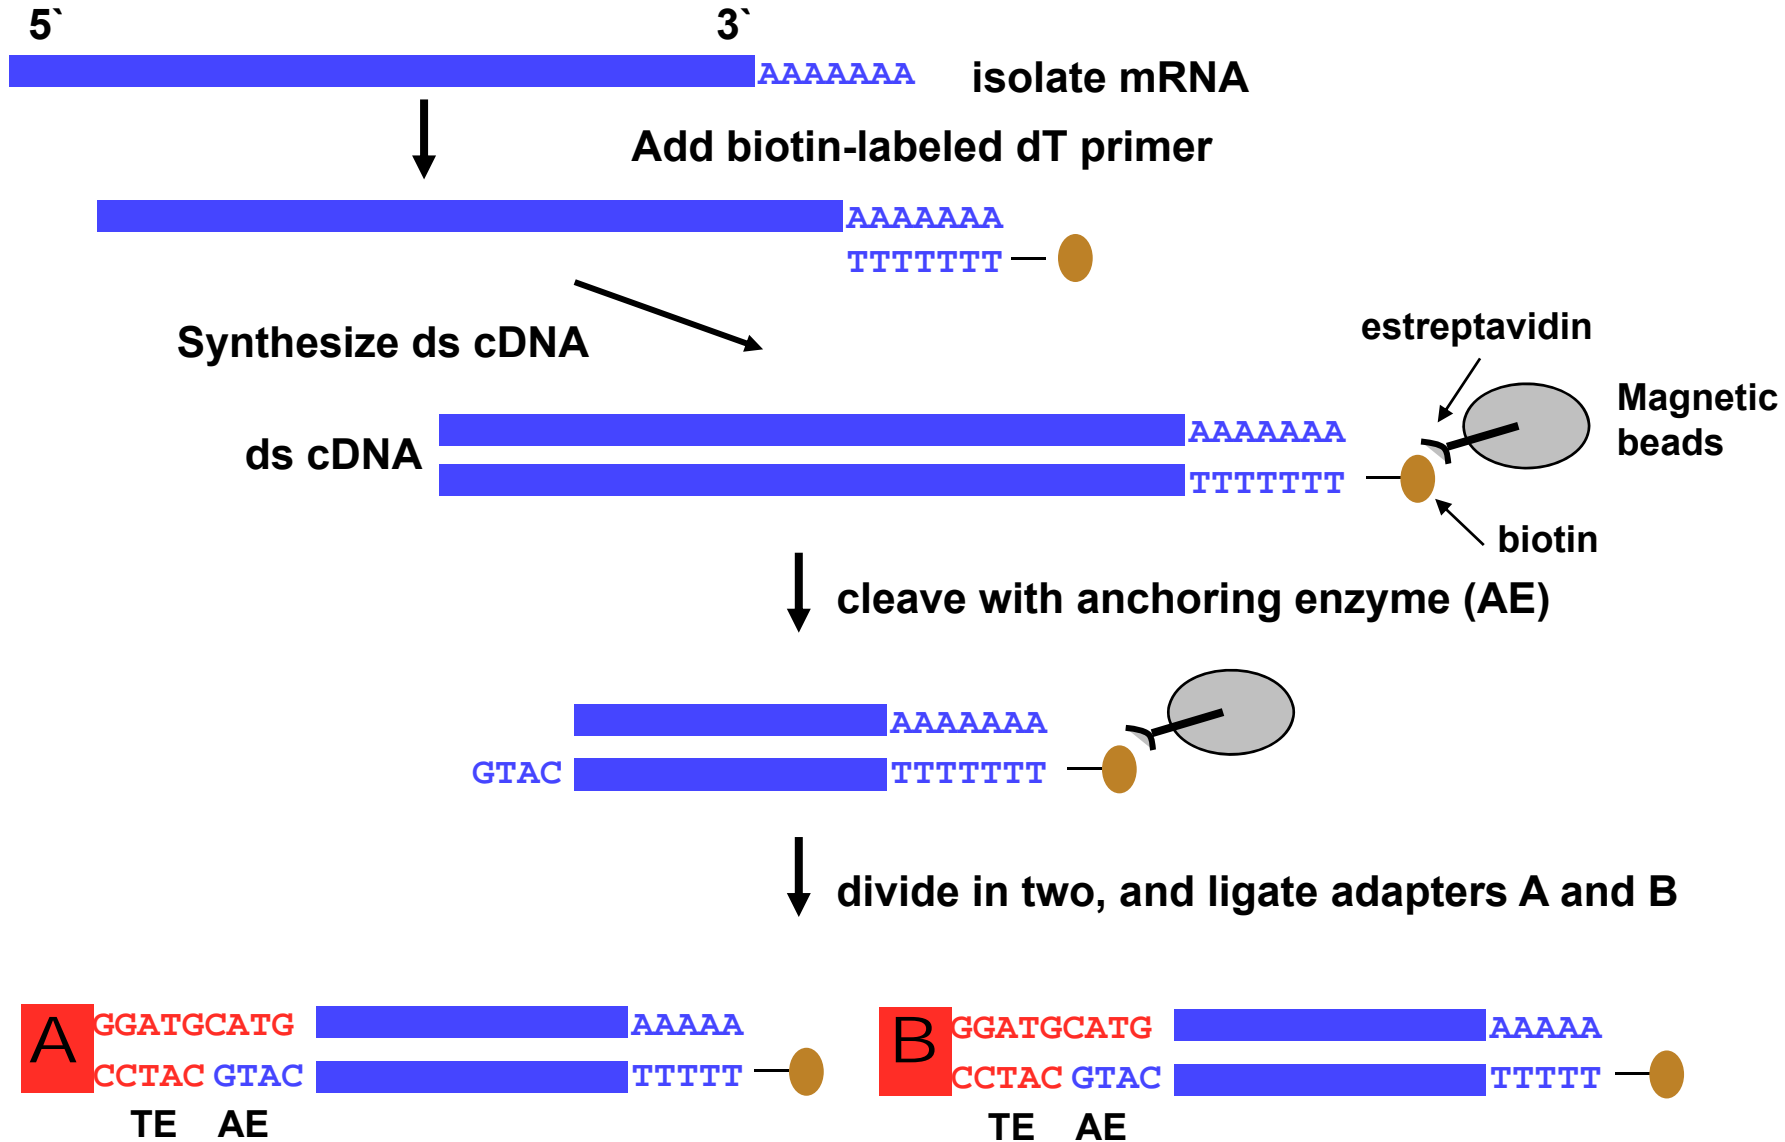 5` 3`
AAAAAAA isolate mRNA
Add biotin-labeled dT primer
AAAAAAA
TTTTTTT
Synthesize ds cDNA
estreptavidin
Magnetic
beads
AAAAAAA
ds cDNA
TTTTTTT
biotin
cleave with anchoring enzyme (AE)
AAAAAAA
GTAC TTTTTTT
divide in two, and ligate adapters A and B
A GGATGCATG AAAAA
CCTAC GTAC TTTTT
TE AE
B GGATGCATG AAAAA
CCTAC GTAC TTTTT
TE AE